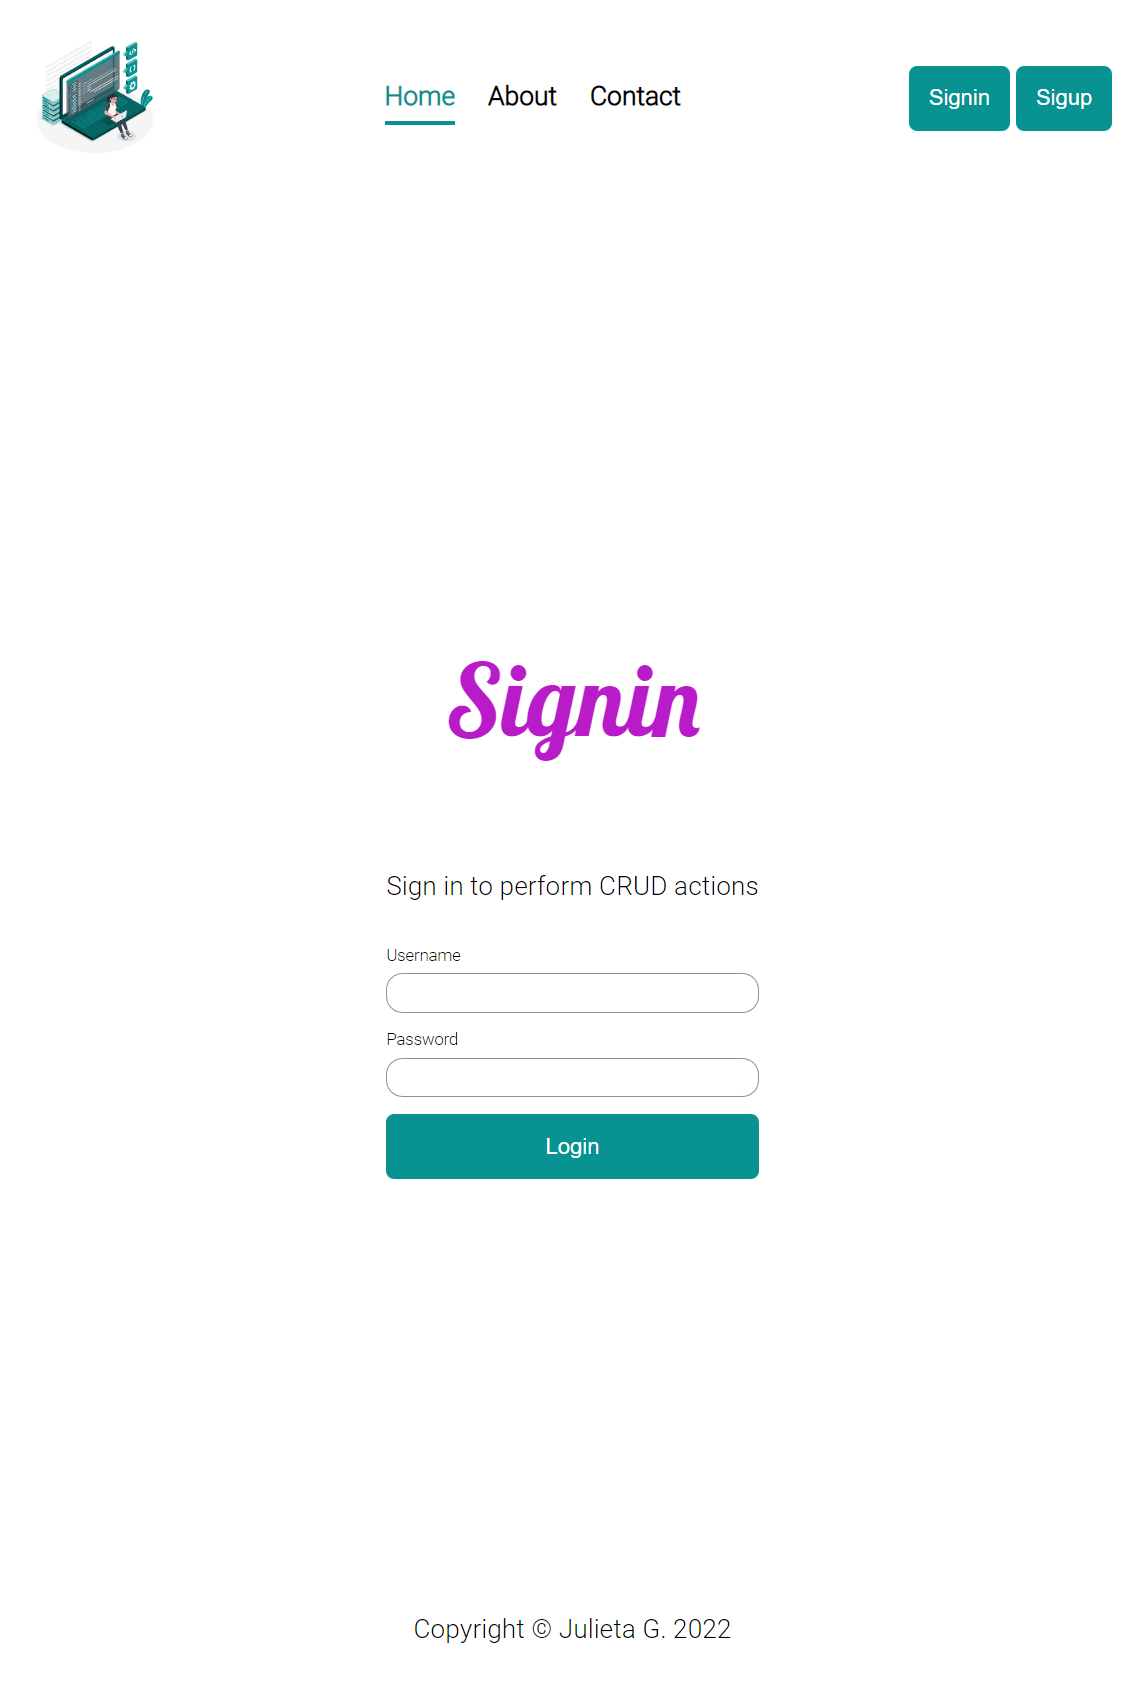 Home About Contact Signin Sigup
Signin
Sign in to perform CRUD actions
Username
Password
Login
Copyright © Julieta G. 2022